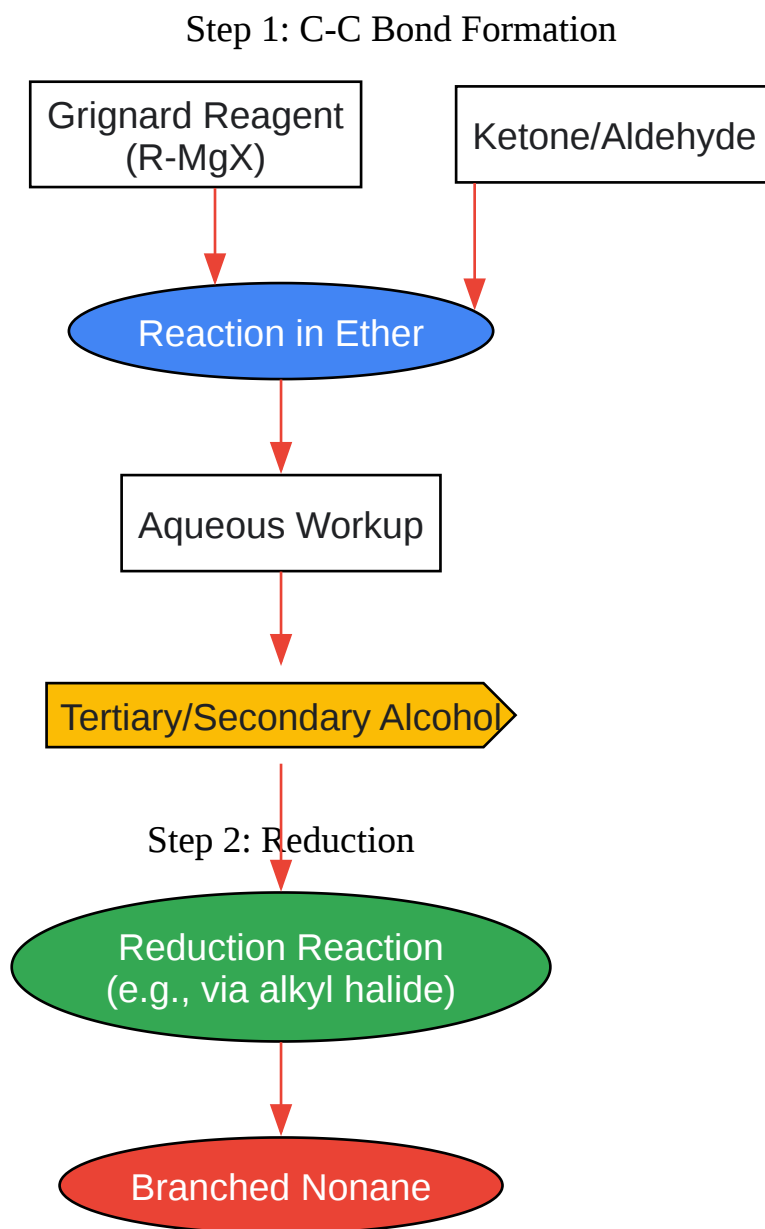 Step 1: C-C Bond Formation
Grignard Reagent
(R-MgX)
Ketone/Aldehyde
Reaction in Ether
Aqueous Workup
Tertiary/Secondary Alcohol
Step 2: Reduction
Reduction Reaction
(e.g., via alkyl halide)
Branched Nonane